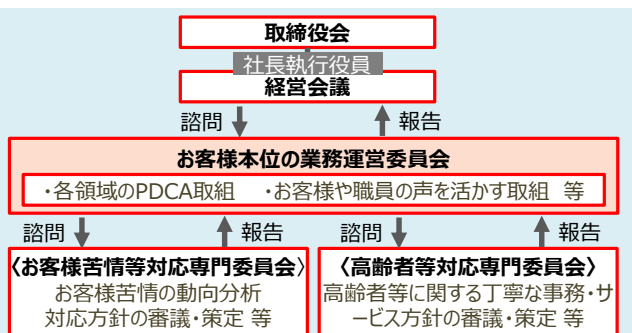 取締役会
社長執行役員
経営会議
諮問 報告
お客様本位の業務運営委員会
・各領域のPDCA取組 ・お客様や職員の声を活かす取組 等
諮問 報告 諮問 報告
〈お客様苦情等対応専門委員会〉
お客様苦情の動向分析
対応方針の審議・策定 等
〈高齢者等対応専門委員会〉
高齢者等に関する丁寧な事務・サ
ービス方針の審議・策定 等